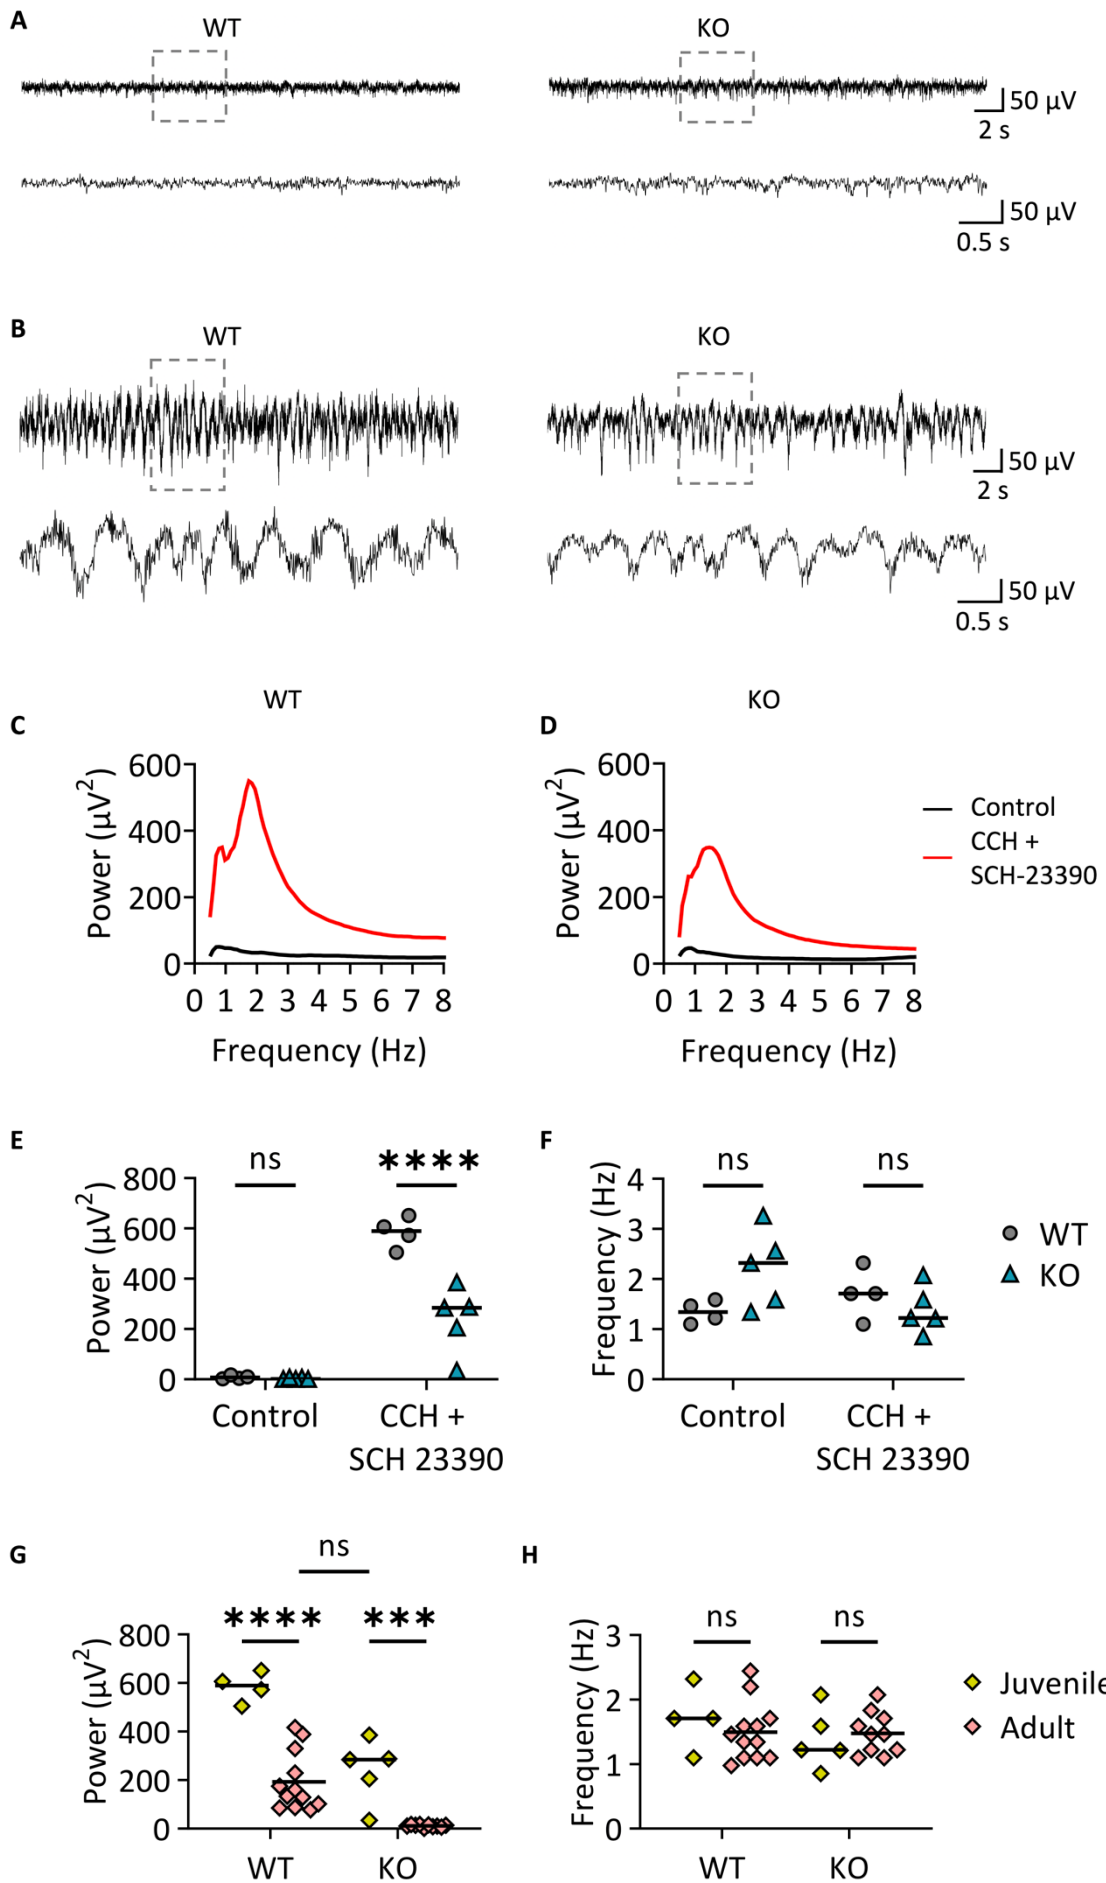 A
WT
KO
50 µV
2 s
50 µV
0.5 s
B
WT
KO
50 µV
2 s
50 µV
0.5 s
WT
KO
C
D
600
400
200
0
Power (µV²)
0 1 2 3 4 5 6 7 8
Frequency (Hz)
600
400
200
0
Power (µV²)
0 1 2 3 4 5 6 7 8
Frequency (Hz)
Control
CCH +
SCH-23390
E
ns
****
800
600
400
200
0
Power (µV²)
Control
CCH +
SCH 23390
F
ns
ns
4
3
2
1
0
Frequency (Hz)
Control
CCH +
SCH 23390
WT
KO
G
ns
****
***
800
600
400
200
0
Power (µV²)
WT
KO
H
ns
ns
3
2
1
0
Frequency (Hz)
WT
KO
Juvenile
Adult